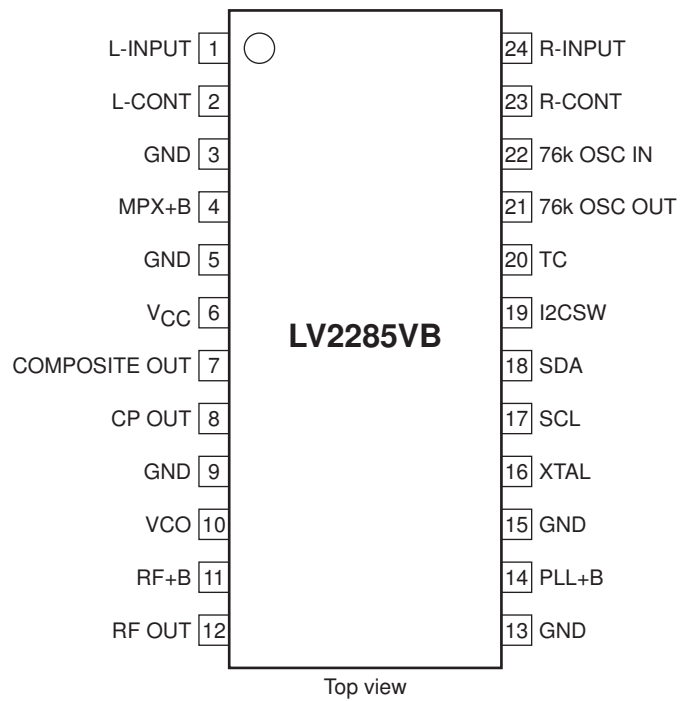 L-INPUT 1 24 R-INPUT
L-CONT 2 23 R-CONT
GND 3 22 76k OSC IN
MPX+B 4 21 76k OSC OUT
GND 5 20 TC
VCC 6 19 I2CSW
LV2285VB
COMPOSITE OUT 7 18 SDA
CP OUT 8 17 SCL
GND 9 16 XTAL
VCO 10 15 GND
RF+B 11 14 PLL+B
RF OUT 12 13 GND
Top view